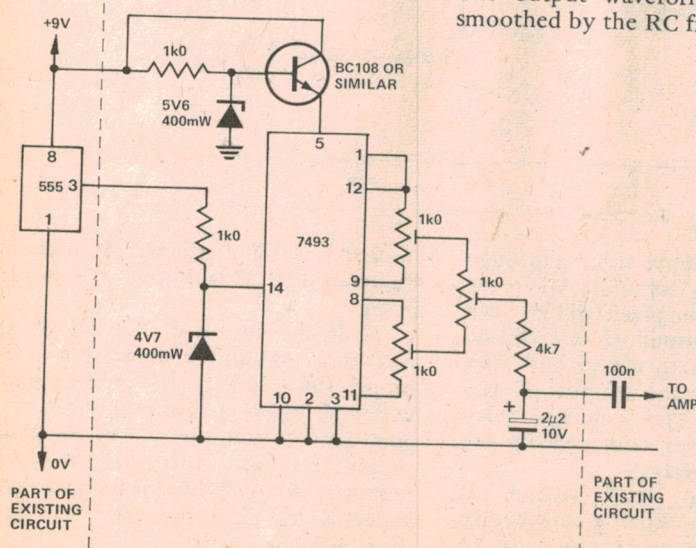 +9V
1k0
BC108 OR
SIMILAR
smoothed by the RC
5V6
400mW
8
555 3
1
5
1
12
1k0
7493
1k0
9
8
14
1k0
1k0
4V7
400mW
4k7
10 2 3 11
100n
TO
AMP
+
2μ2
10V
0V
PART OF
EXISTING
CIRCUIT
PART OF
EXISTING
CIRCUIT